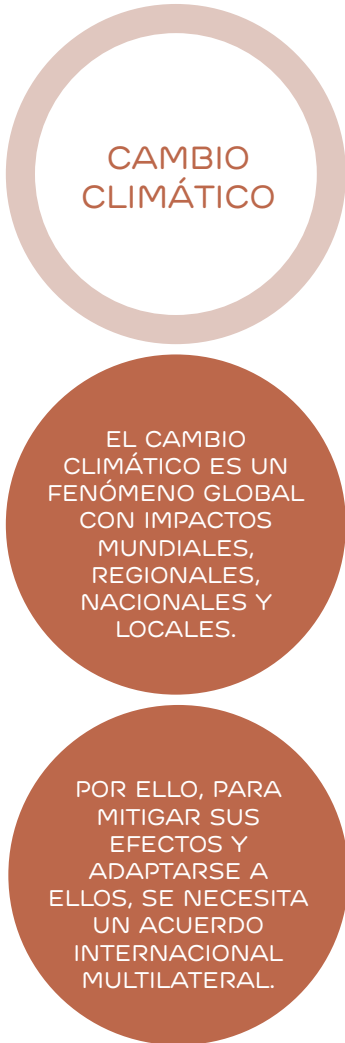 CAMBIO
CLIMÁTICO
EL CAMBIO
CLIMÁTICO ES UN
FENÓMENO GLOBAL
CON IMPACTOS
MUNDIALES,
REGIONALES,
NACIONALES Y
LOCALES.
POR ELLO, PARA
MITIGAR SUS
EFECTOS Y
ADAPTARSE A
ELLOS, SE NECESITA
UN ACUERDO
INTERNACIONAL
MULTILATERAL.